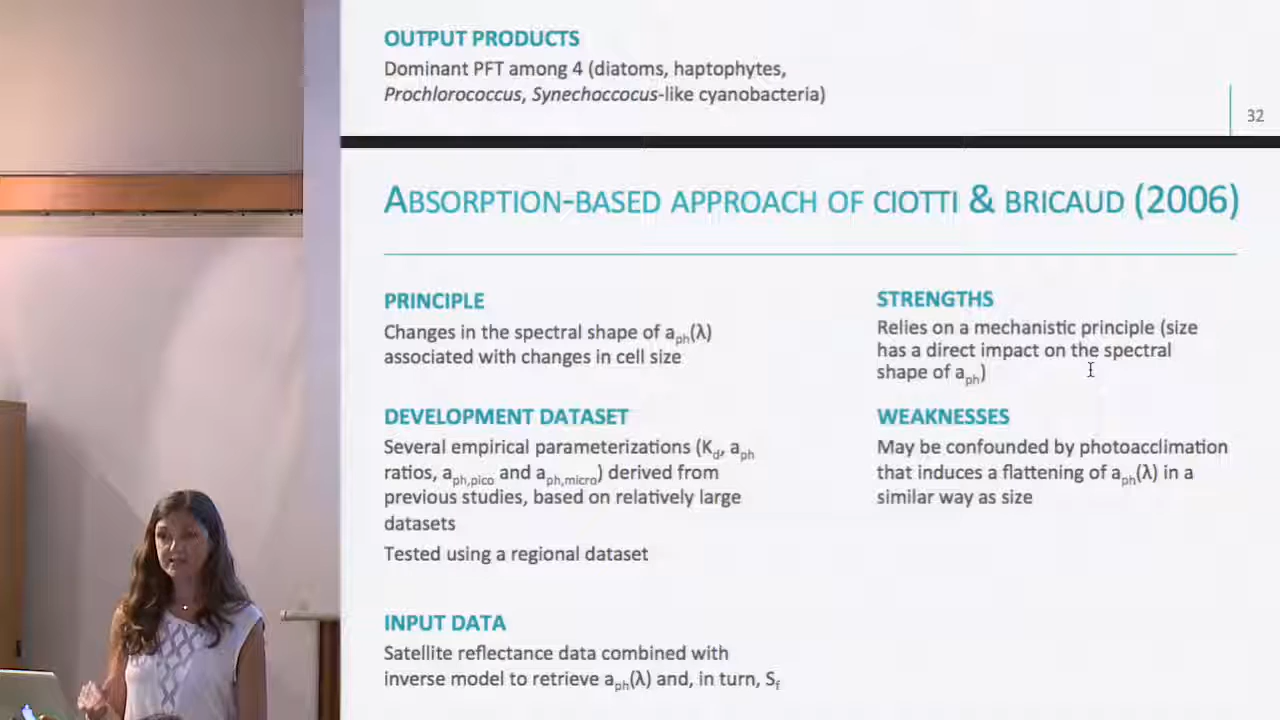 OUTPUT PRODUCTS
Dominant PFT among 4 (diatoms, haptophytes,
Prochlorococcus, Synechoccocus-like cyanobacteria)
32
ABSORPTION-BASED APPROACH OF CIOTTI & BRICAUD (2006)
PRINCIPLE
Changes in the spectral shape of aph(λ)
associated with changes in cell size
DEVELOPMENT DATASET
Several empirical parameterizations (Kd, aph
ratios, aph,pico and aph,micro) derived from
previous studies, based on relatively large
datasets
Tested using a regional dataset
INPUT DATA
Satellite reflectance data combined with
inverse model to retrieve aph(λ) and, in turn, Sf
STRENGTHS
Relies on a mechanistic principle (size
has a direct impact on the spectral
shape of aph)
WEAKNESSES
May be confounded by photoacclimation
that induces a flattening of aph(λ) in a
similar way as size